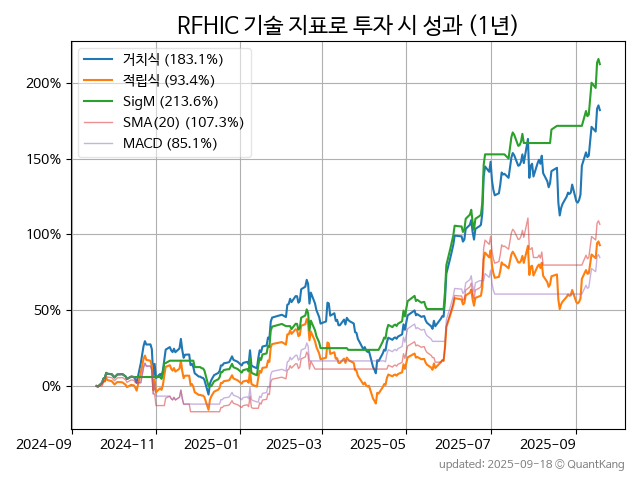 RFHIC 기술 지표로 투자 시 성과 (1년)
거치식 (183.1%)
적립식 (93.4%)
SigM (213.6%)
SMA(20) (107.3%)
MACD (85.1%)
200%
150%
100%
50%
0%
2024-09 2024-11 2025-01 2025-03 2025-05 2025-07 2025-09
updated: 2025-09-18 © QuantKang